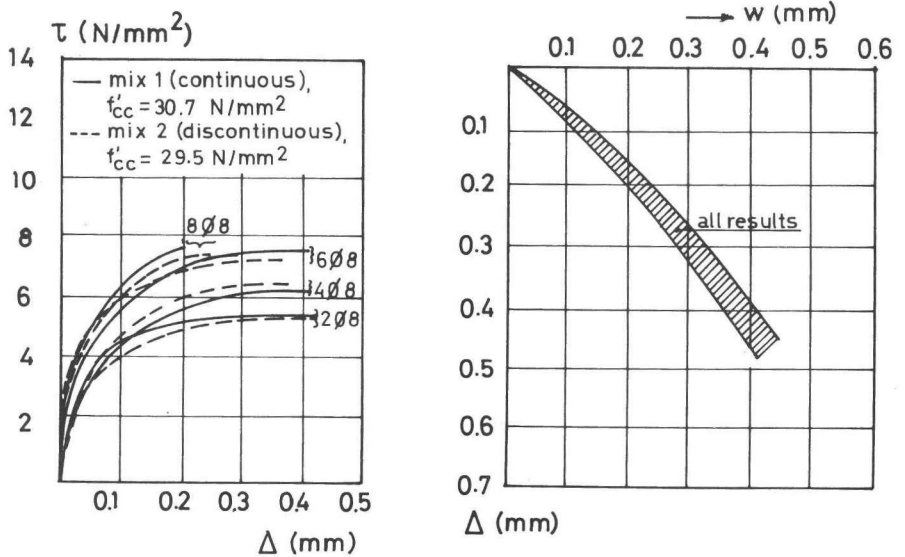 τ (N/mm²)
14
12
10
8
6
4
2
— mix 1 (continuous),
f'cc = 30.7 N/mm²
--- mix 2 (discontinuous),
f'cc = 29.5 N/mm²
8Ø8
}6Ø8
}4Ø8
}2Ø8
0.1 0.2 0.3 0.4 0.5
Δ (mm)
→ w (mm)
0.1 0.2 0.3 0.4 0.5 0.6
0.1
0.2
0.3
0.4
0.5
0.6
0.7
all results
Δ (mm)